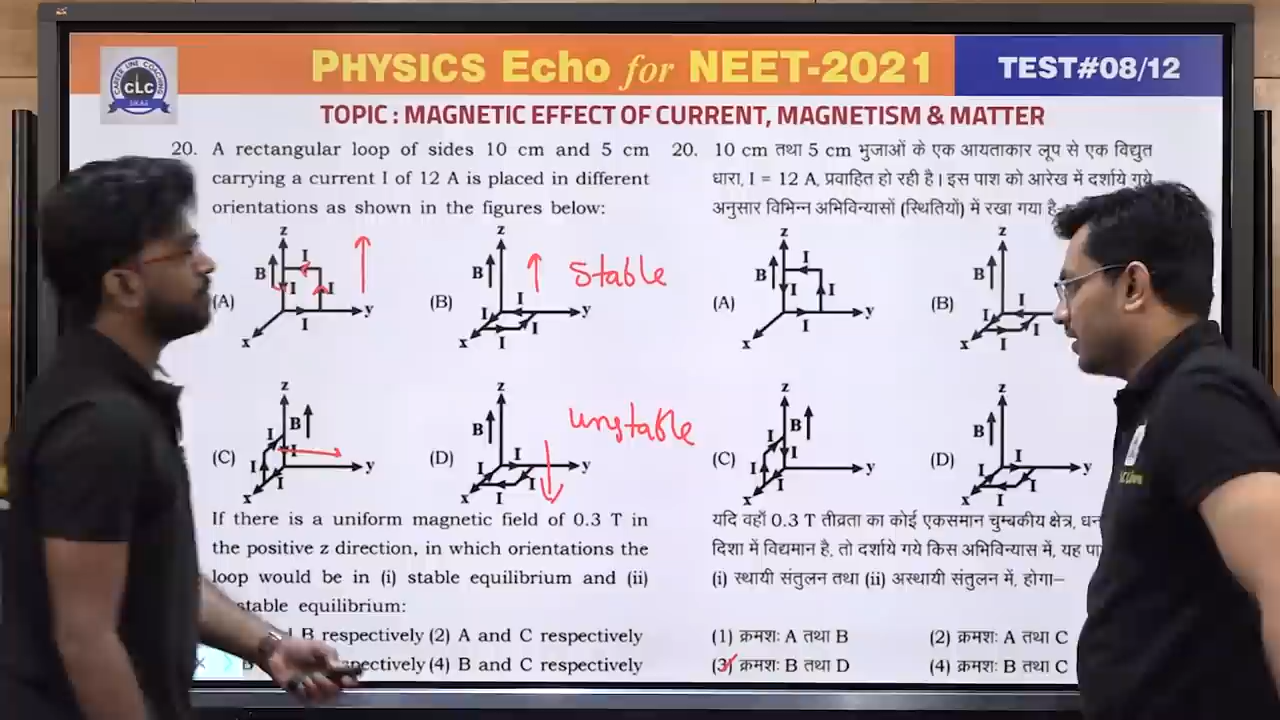 PHYSICS Echo for NEET-2021
TEST#08/12
CLC
TOPIC : MAGNETIC EFFECT OF CURRENT, MAGNETISM & MATTER
20. A rectangular loop of sides 10 cm and 5 cm
carrying a current I of 12 A is placed in different
orientations as shown in the figures below:
z
B I
I I
(A) y
I
x
z
B
I
(B) I y
I I
x
Stable
z
B
I I
(C) I y
I
x
z
B
I
(D) I y
I I
x
unstable
If there is a uniform magnetic field of 0.3 T in
the positive z direction, in which orientations the
loop would be in (i) stable equilibrium and (ii)
stable equilibrium:
B respectively (2) A and C respectively
(4) B and C respectively
20. 10 cm तथा 5 cm भुजाओं के एक आयताकार लूप से एक विद्युत
धारा, I = 12 A, प्रवाहित हो रही है। इस पाश को आरेख में दर्शाये गये
अनुसार विभिन्न अभिविन्यासों (स्थितियों) में रखा गया है
z
B I
I I
(A) y
I
x
z
B
I
(B) I
I
x
z
B
I
(C) I I y
I
x
z
B
I
(D) I y
I I
x
यदि वहाँ 0.3 T तीव्रता का कोई एकसमान चुम्बकीय क्षेत्र,
दिशा में विद्यमान है, तो दर्शाये गये किस अभिविन्यास में, यह
(i) स्थायी संतुलन तथा (ii) अस्थायी संतुलन में, होगा–
(1) क्रमशः A तथा B (2) क्रमशः A तथा C
(3) क्रमशः B तथा D (4) क्रमशः B तथा C